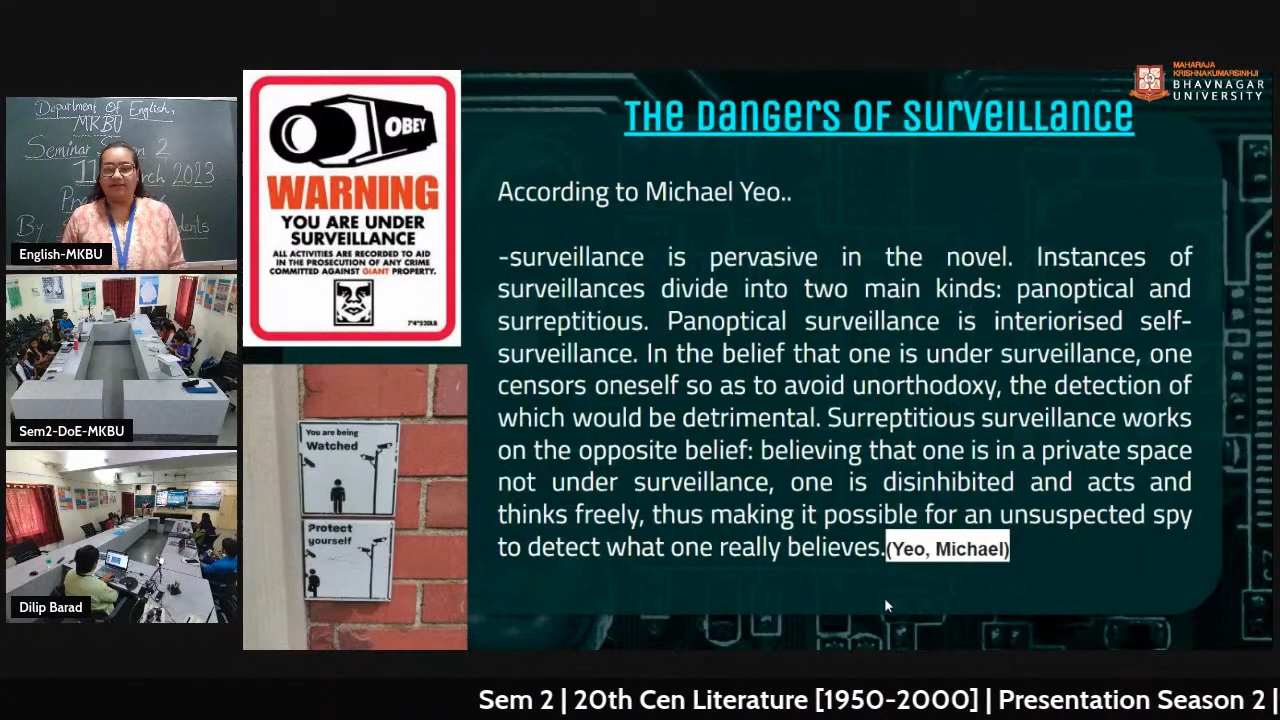 Department Of English,
MKBU
Seminar
2
11
March 2023
By
English-MKBU
Sem2-DoE-MKBU
Dilip Barad
OBEY
WARNING
YOU ARE UNDER
SURVEILLANCE
ALL ACTIVITIES ARE RECORDED TO AID
IN THE PROSECUTION OF ANY CRIME
COMMITTED AGAINST GIANT PROPERTY.
7'4"520LB
You are being
Watched
Protect
yourself
MAHARAJA
KRISHNAKUMARSINHJI
BHAVNAGAR
UNIVERSITY
THE DANGERS OF SURVEILLANCE
According to Michael Yeo..
-surveillance is pervasive in the novel. Instances of
surveillances divide into two main kinds: panoptical and
surreptitious. Panoptical surveillance is interiorised self-
surveillance. In the belief that one is under surveillance, one
censors oneself so as to avoid unorthodoxy, the detection of
which would be detrimental. Surreptitious surveillance works
on the opposite belief: believing that one is in a private space
not under surveillance, one is disinhibited and acts and
thinks freely, thus making it possible for an unsuspected spy
to detect what one really believes.(Yeo, Michael)
Sem 2 | 20th Cen Literature [1950-2000] | Presentation Season 2 |